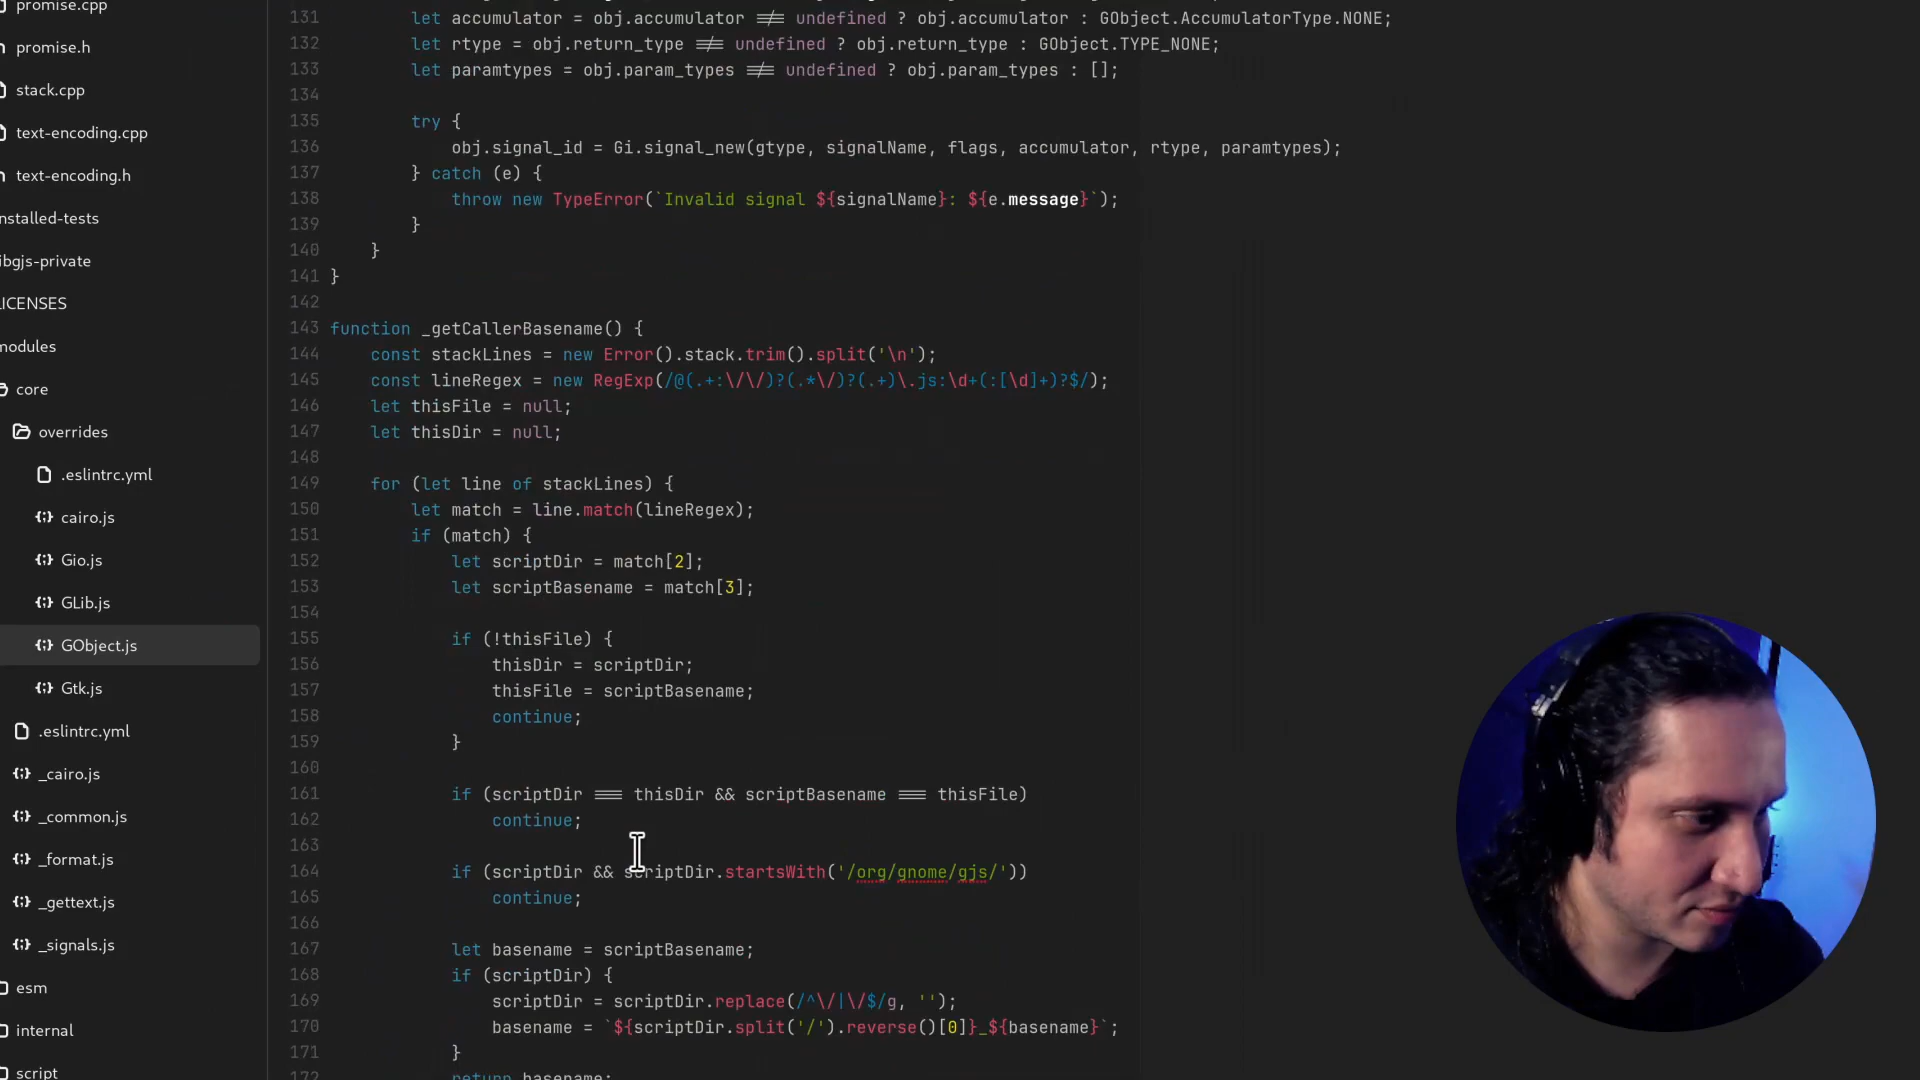 promise.cpp
promise.h
stack.cpp
text-encoding.cpp
text-encoding.h
nstalled-tests
ibgjs-private
LICENSES
modules
core
overrides
.eslintrc.yml
cairo.js
Gio.js
GLib.js
GObject.js
Gtk.js
.eslintrc.yml
_cairo.js
_common.js
_format.js
_gettext.js
_signals.js
esm
internal
script
131 let accumulator = obj.accumulator !== undefined ? obj.accumulator : GObject.AccumulatorType.NONE;
132 let rtype = obj.return_type !== undefined ? obj.return_type : GObject.TYPE_NONE;
133 let paramtypes = obj.param_types !== undefined ? obj.param_types : [];
134
135 try {
136 obj.signal_id = Gi.signal_new(gtype, signalName, flags, accumulator, rtype, paramtypes);
137 } catch (e) {
138 throw new TypeError(`Invalid signal ${signalName}: ${e.message}`);
139 }
140 }
141 }
142
143 function _getCallerBasename() {
144 const stackLines = new Error().stack.trim().split('\n');
145 const lineRegex = new RegExp(/@(.+:\/\/)?(.*\/)?(.+)\.js:\d+(:[\d]+)?$/);
146 let thisFile = null;
147 let thisDir = null;
148
149 for (let line of stackLines) {
150 let match = line.match(lineRegex);
151 if (match) {
152 let scriptDir = match[2];
153 let scriptBasename = match[3];
154
155 if (!thisFile) {
156 thisDir = scriptDir;
157 thisFile = scriptBasename;
158 continue;
159 }
160
161 if (scriptDir === thisDir && scriptBasename === thisFile)
162 continue;
163
164 if (scriptDir && scriptDir.startsWith('/org/gnome/gjs/'))
165 continue;
166
167 let basename = scriptBasename;
168 if (scriptDir) {
169 scriptDir = scriptDir.replace(/^\/|\/$/g, '');
170 basename = `${scriptDir.split('/').reverse()[0]}_${basename}`;
171 }
172 return basename;